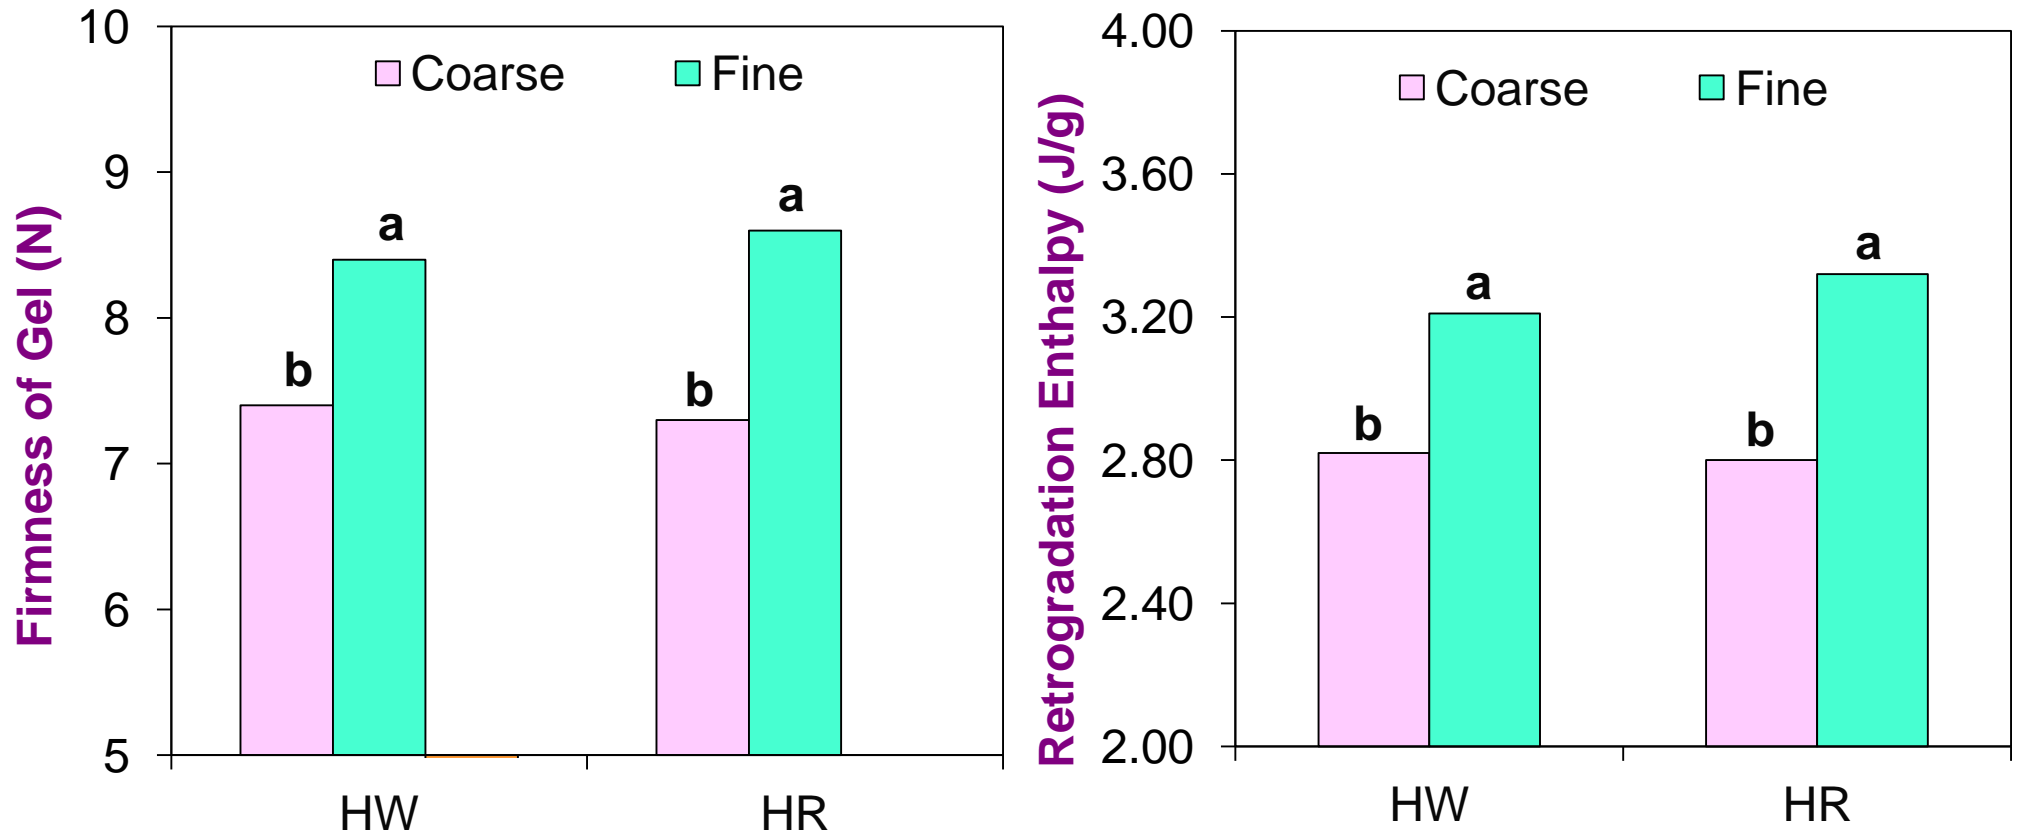 Firmness of Gel (N)
10
9
8
7
6
5
Coarse
Fine
b
a
b
a
HW
HR
Retrogradation Enthalpy (J/g)
4.00
3.60
3.20
2.80
2.40
2.00
Coarse
Fine
b
a
b
a
HW
HR